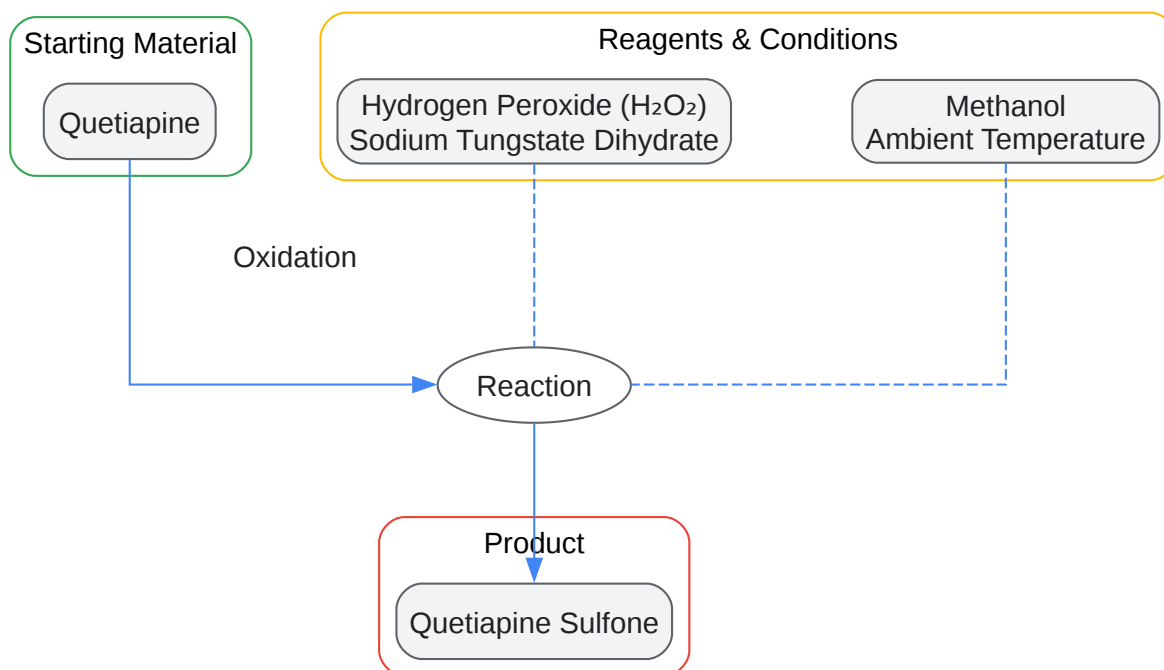 Starting Material
Quetiapine
Reagents & Conditions
Hydrogen Peroxide (H₂O₂)
Sodium Tungstate Dihydrate
Methanol
Ambient Temperature
Oxidation
Reaction
Product
Quetiapine Sulfone